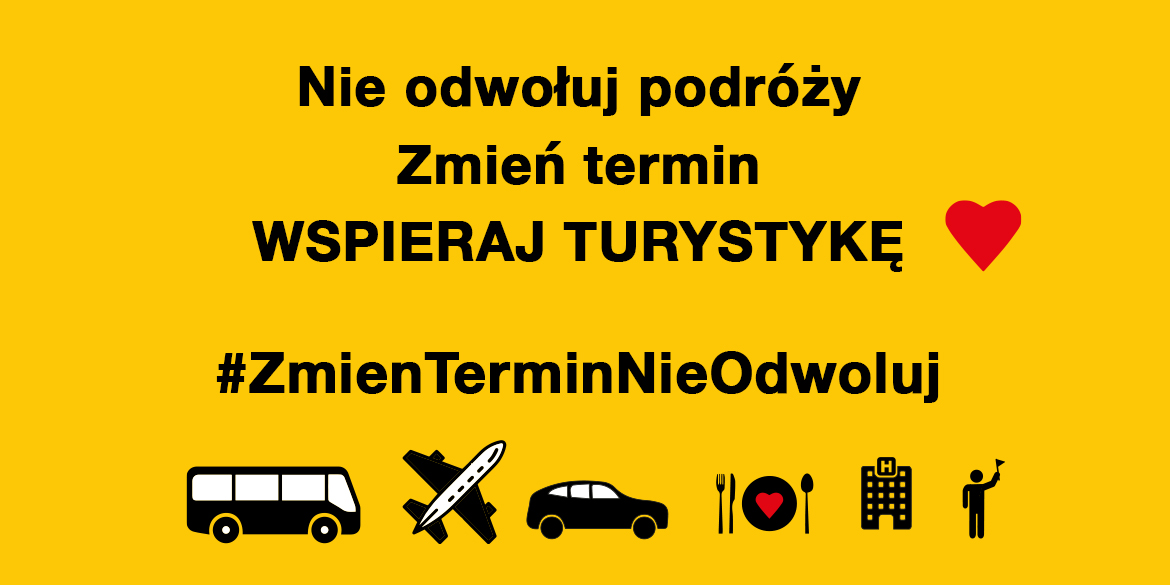 Nie odwołuj podróży
Zmień termin
WSPIERAJ TURYSTYKĘ
#ZmienTerminNieOdwoluj
H